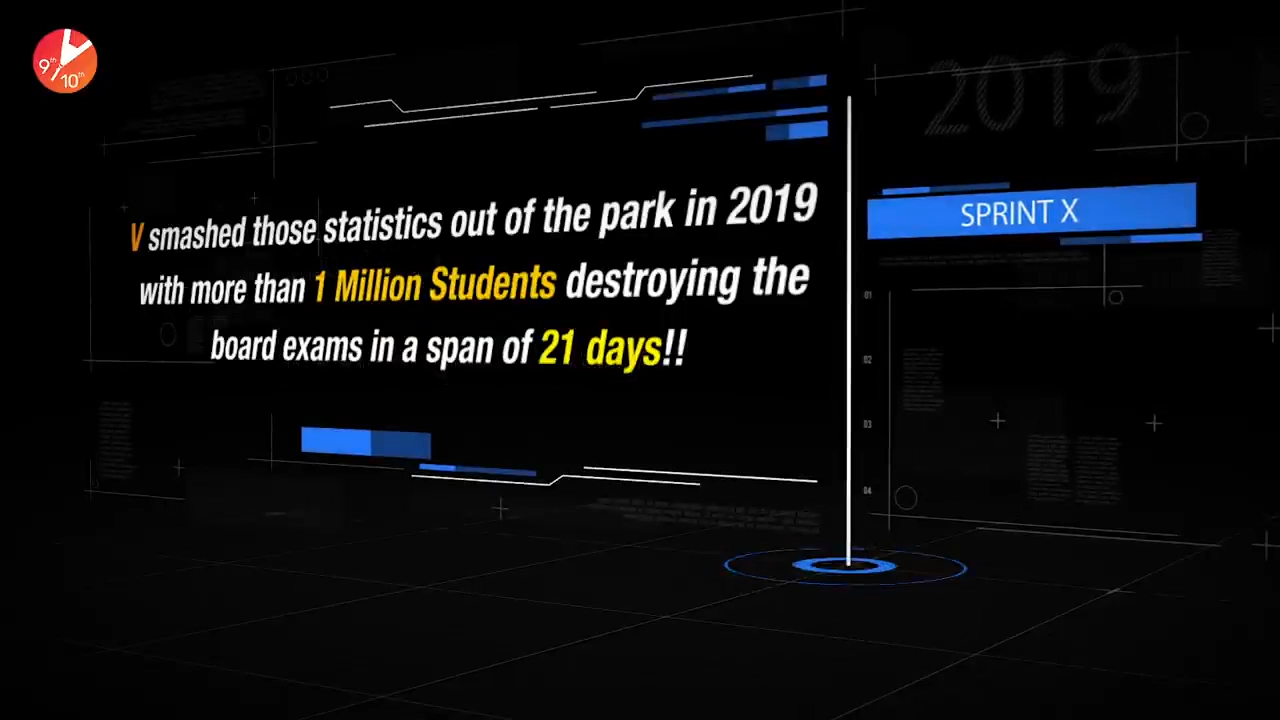 9th
10th
2019
V smashed those statistics out of the park in 2019
with more than 1 Million Students destroying the
board exams in a span of 21 days!!
SPRINT X
01
02
03
04